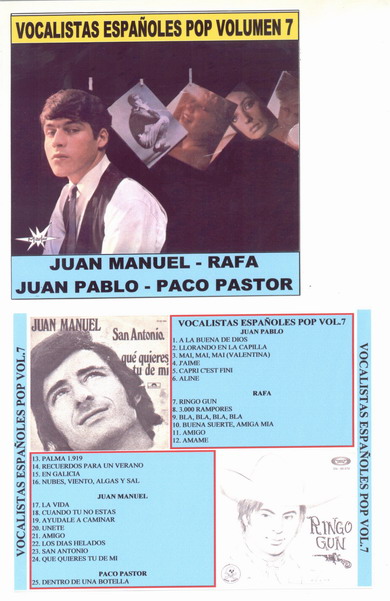 VOCALISTAS ESPAÑOLES POP VOLUMEN 7
JUAN MANUEL - RAFA
JUAN PABLO - PACO PASTOR
VOCALISTAS ESPAÑOLES POP VOL.7
JUAN MANUEL
San Antonio.
qué quieres
tu de mi
VOCALISTAS ESPAÑOLES POP VOL.7
JUAN PABLO
1. A LA BUENA DE DIOS
2. LLORANDO EN LA CAPILLA
3. MAI, MAI, MAI (VALENTINA)
4. J'AIME
5. CAPRI C'EST FINI
6. ALINE
RAFA
7. RINGO GUN
8. 3,000 RAMPORES
9. BLA, BLA, BLA, BLA
10. BUENA SUERTE, AMIGA MIA
11. AMIGO
12. AMAME
13. PALMA 1.919
14. RECUERDOS PARA UN VERANO
15. EN GALICIA
16. NUBES, VIENTO, ALGAS Y SAL
JUAN MANUEL
17. LA VIDA
18. CUANDO TU NO ESTAS
19. AYUDALE A CAMINAR
20. UNETE
21. AMIGO
22. LOS DIAS HELADOS
23. SAN ANTONIO
24. QUE QUIERES TU DE MI
PACO PASTOR
25. DENTRO DE UNA BOTELLA
RINGO
GUN
VOCALISTAS ESPAÑOLES POP VOL.7